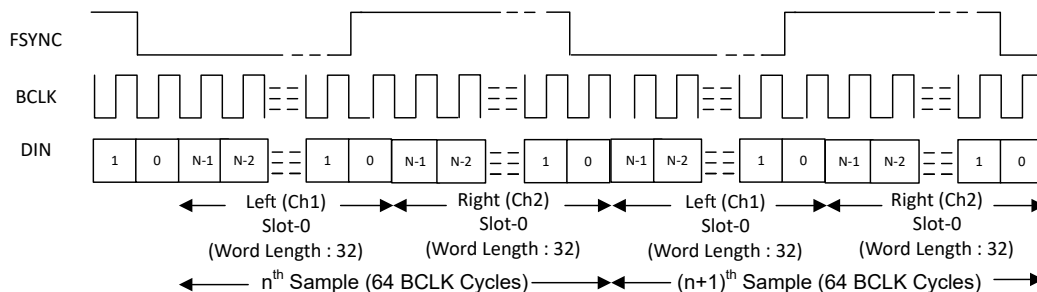 FSYNC
BCLK
DIN
1 0 N-1 N-2 1 0 N-1 N-2 1 0 N-1 N-2 1 0 N-1 N-2 1 0
Left (Ch1) Right (Ch2) Left (Ch1) Right (Ch2)
Slot-0 Slot-0 Slot-0 Slot-0
(Word Length : 32) (Word Length : 32) (Word Length : 32) (Word Length : 32)
nth Sample (64 BCLK Cycles) (n+1)th Sample (64 BCLK Cycles)